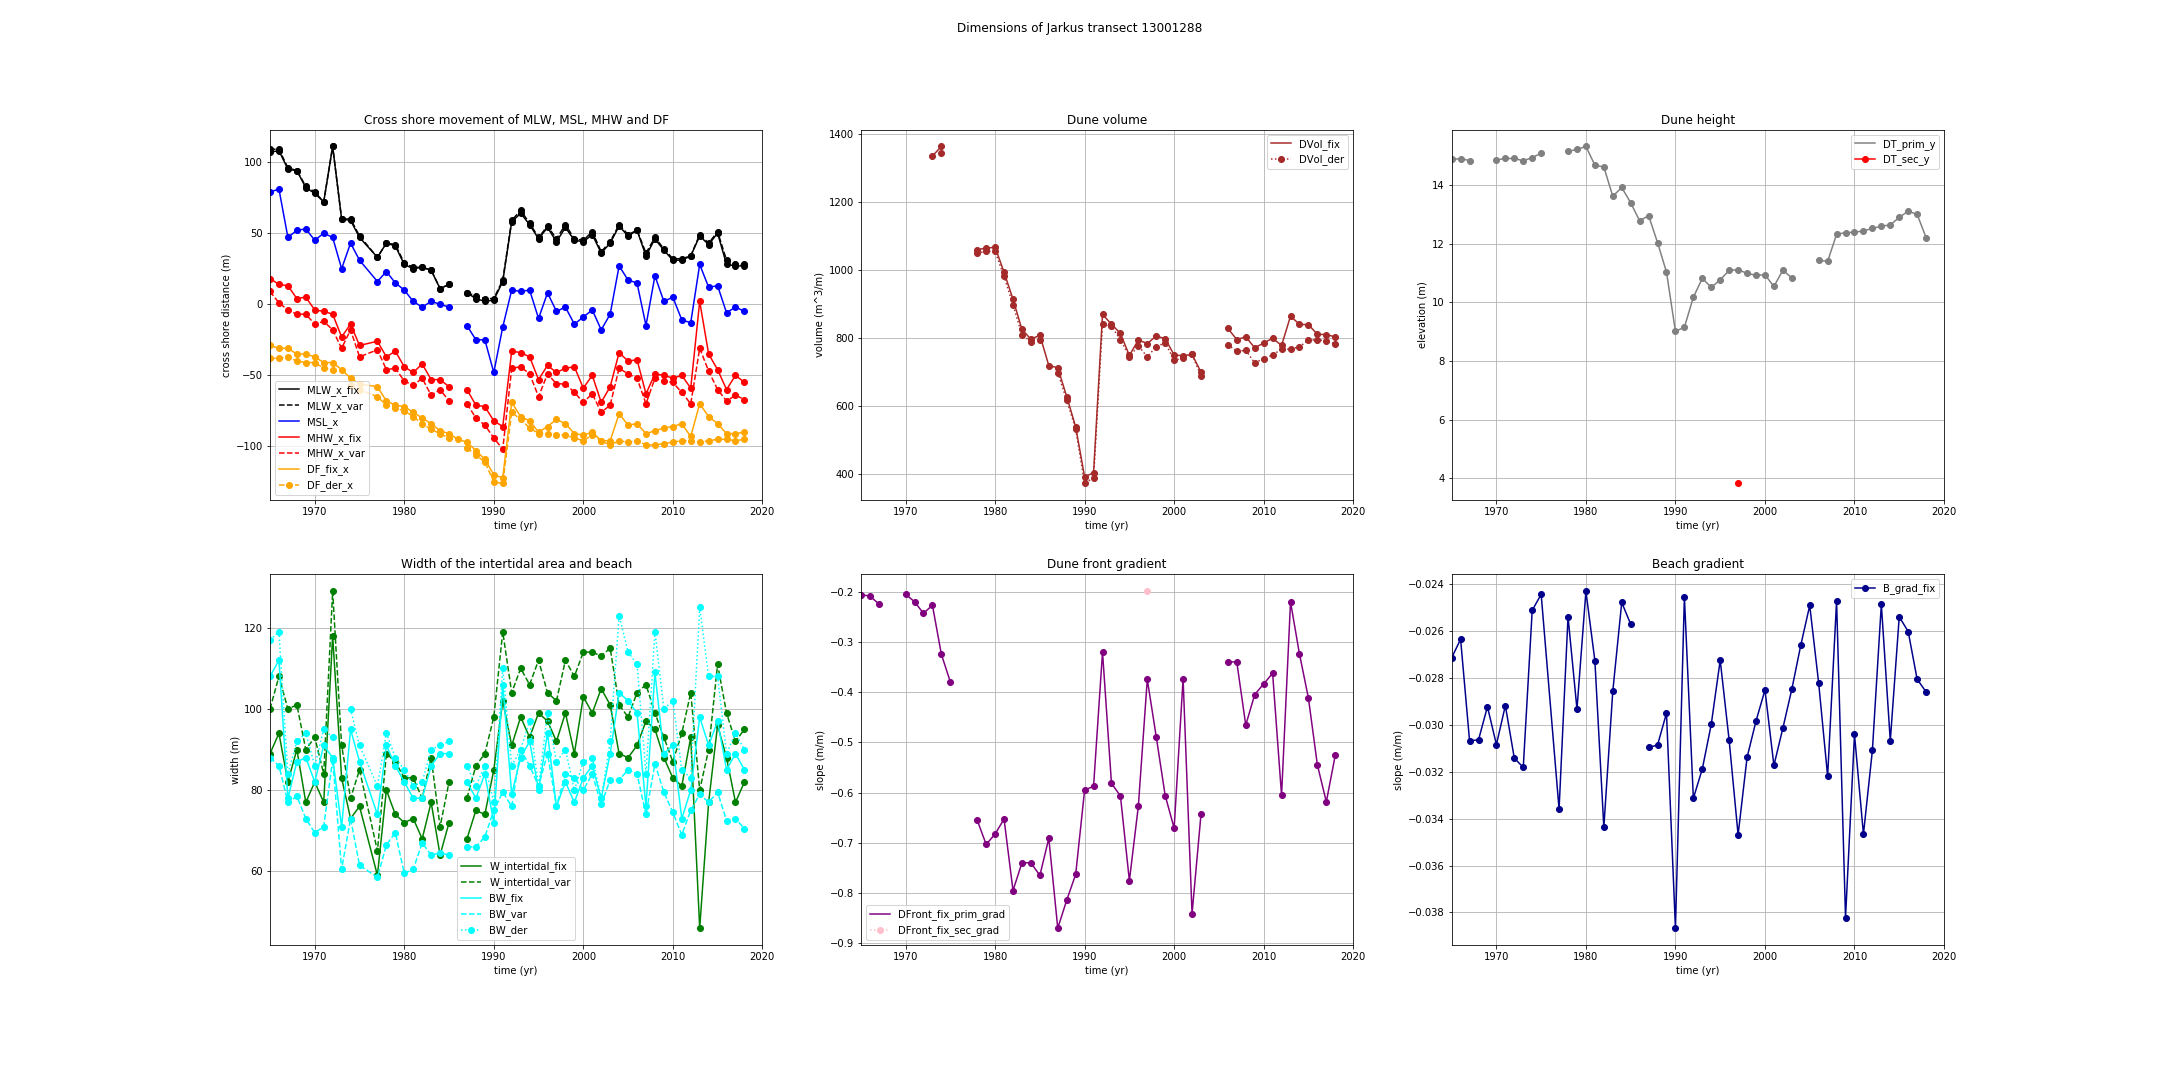 Dimensions of Jarkus transect 13001288
Cross shore movement of MLW, MSL, MHW and DF
100
50
0
−50
−100
cross shore distance (m)
MLW_x_fix
MLW_x_var
MSL_x
MHW_x_fix
MHW_x_var
DF_fix_x
DF_der_x
1970 1980 1990 2000 2010 2020
time (yr)
Dune volume
1400
1200
1000
800
600
400
volume (m^3/m)
DVol_fix
DVol_der
1970 1980 1990 2000 2010 2020
time (yr)
Dune height
14
12
10
8
6
4
elevation (m)
DT_prim_y
DT_sec_y
1970 1980 1990 2000 2010 2020
time (yr)
Width of the intertidal area and beach
120
100
80
60
width (m)
W_intertidal_fix
W_intertidal_var
BW_fix
BW_var
BW_der
1970 1980 1990 2000 2010 2020
time (yr)
Dune front gradient
−0.2
−0.3
−0.4
−0.5
−0.6
−0.7
−0.8
−0.9
slope (m/m)
DFront_fix_prim_grad
DFront_fix_sec_grad
1970 1980 1990 2000 2010 2020
time (yr)
Beach gradient
−0.024
−0.026
−0.028
−0.030
−0.032
−0.034
−0.036
−0.038
slope (m/m)
B_grad_fix
1970 1980 1990 2000 2010 2020
time (yr)